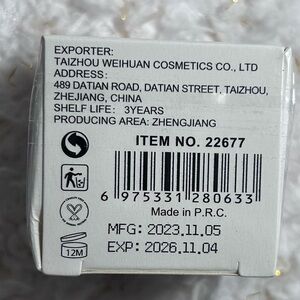 EXPORTER:
TAIZHOU WEIHUAN COSMETICS CO., LTD
ADDRESS:
489 DATIAN ROAD, DATIAN STREET, TAIZHOU,
ZHEJIANG, CHINA
SHELF LIFE: 3YEARS
PRODUCING AREA: ZHENGJIANG
ITEM NO. 22677
6 975331 280633
Made in P.R.C.
MFG: 2023.11.05
EXP: 2026.11.04
12M